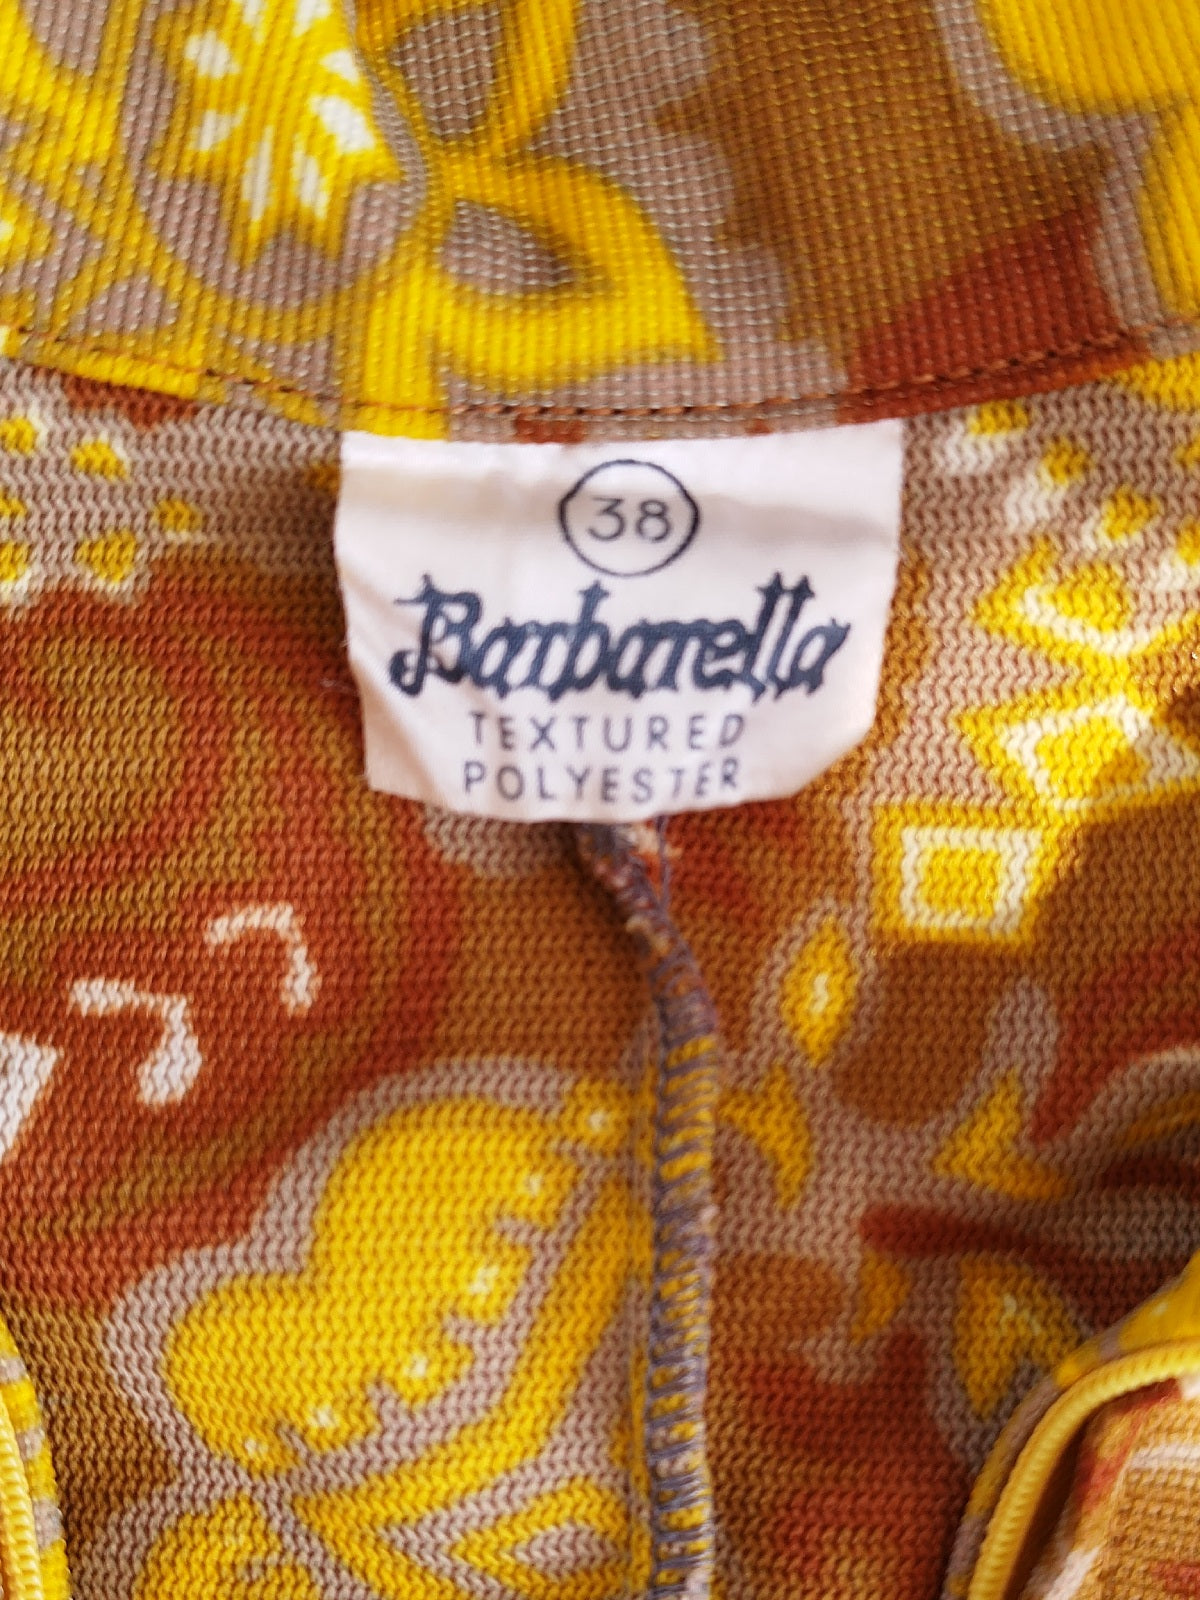 38
Barbarella
TEXTURED
POLYESTER